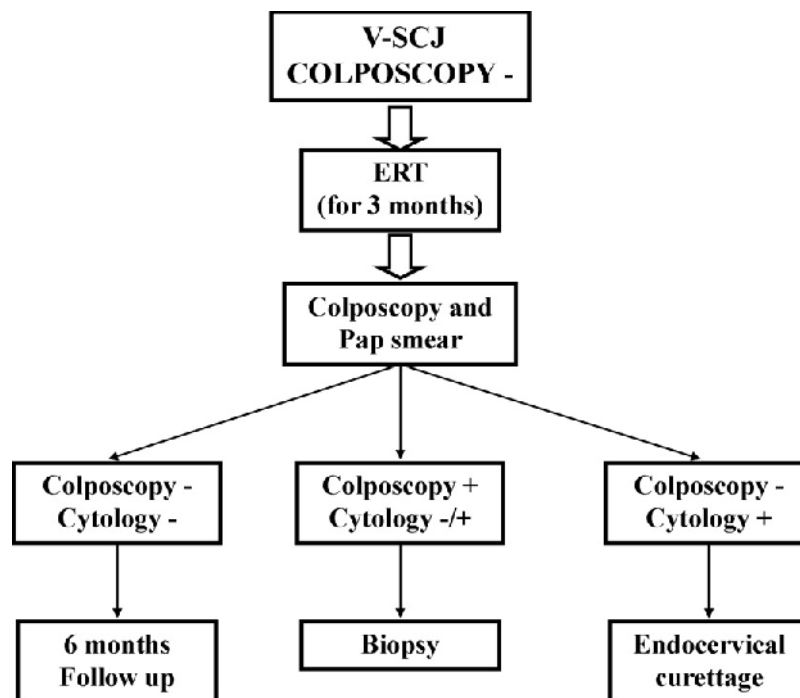 V-SCJ
COLPOSCOPY -
ERT
(for 3 months)
Colposcopy and
Pap smear
Colposcopy -
Cytology -
Colposcopy +
Cytology -/+
Colposcopy -
Cytology +
6 months
Follow up
Biopsy
Endocervical
curettage